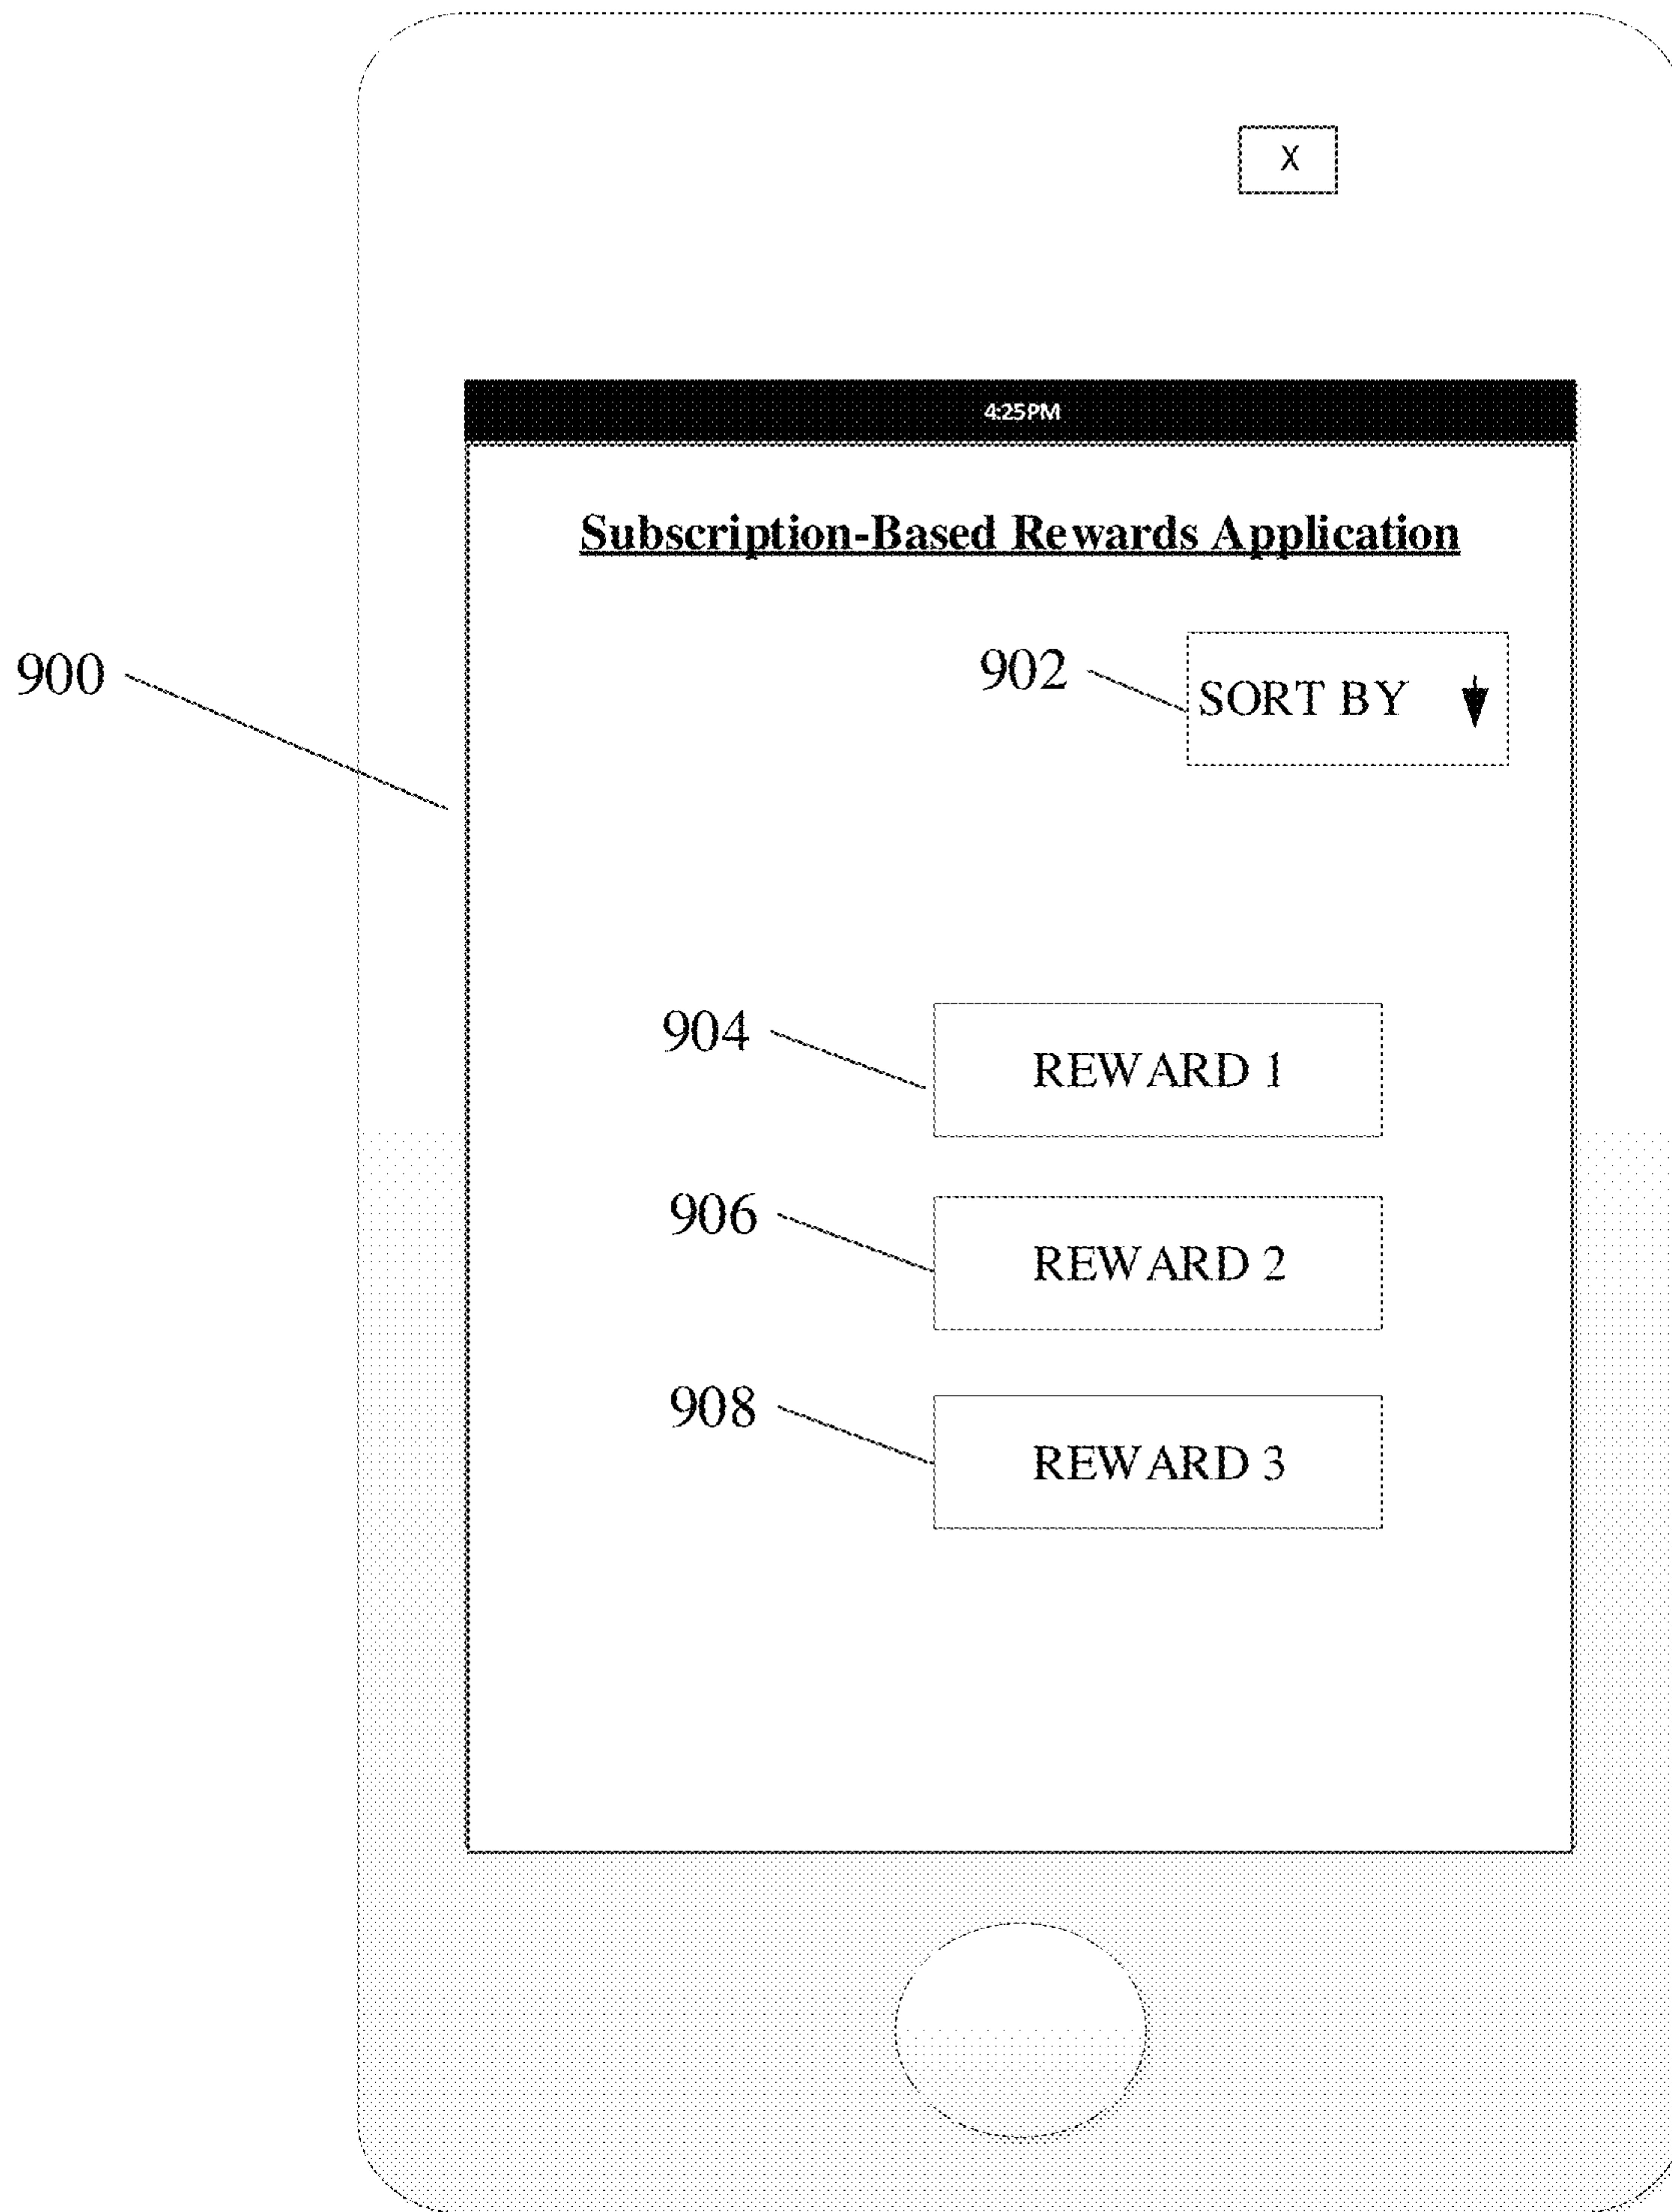 X
4:25PM
Subscription-Based Rewards Application
900
902
SORT BY
904
REWARD 1
906
REWARD 2
908
REWARD 3